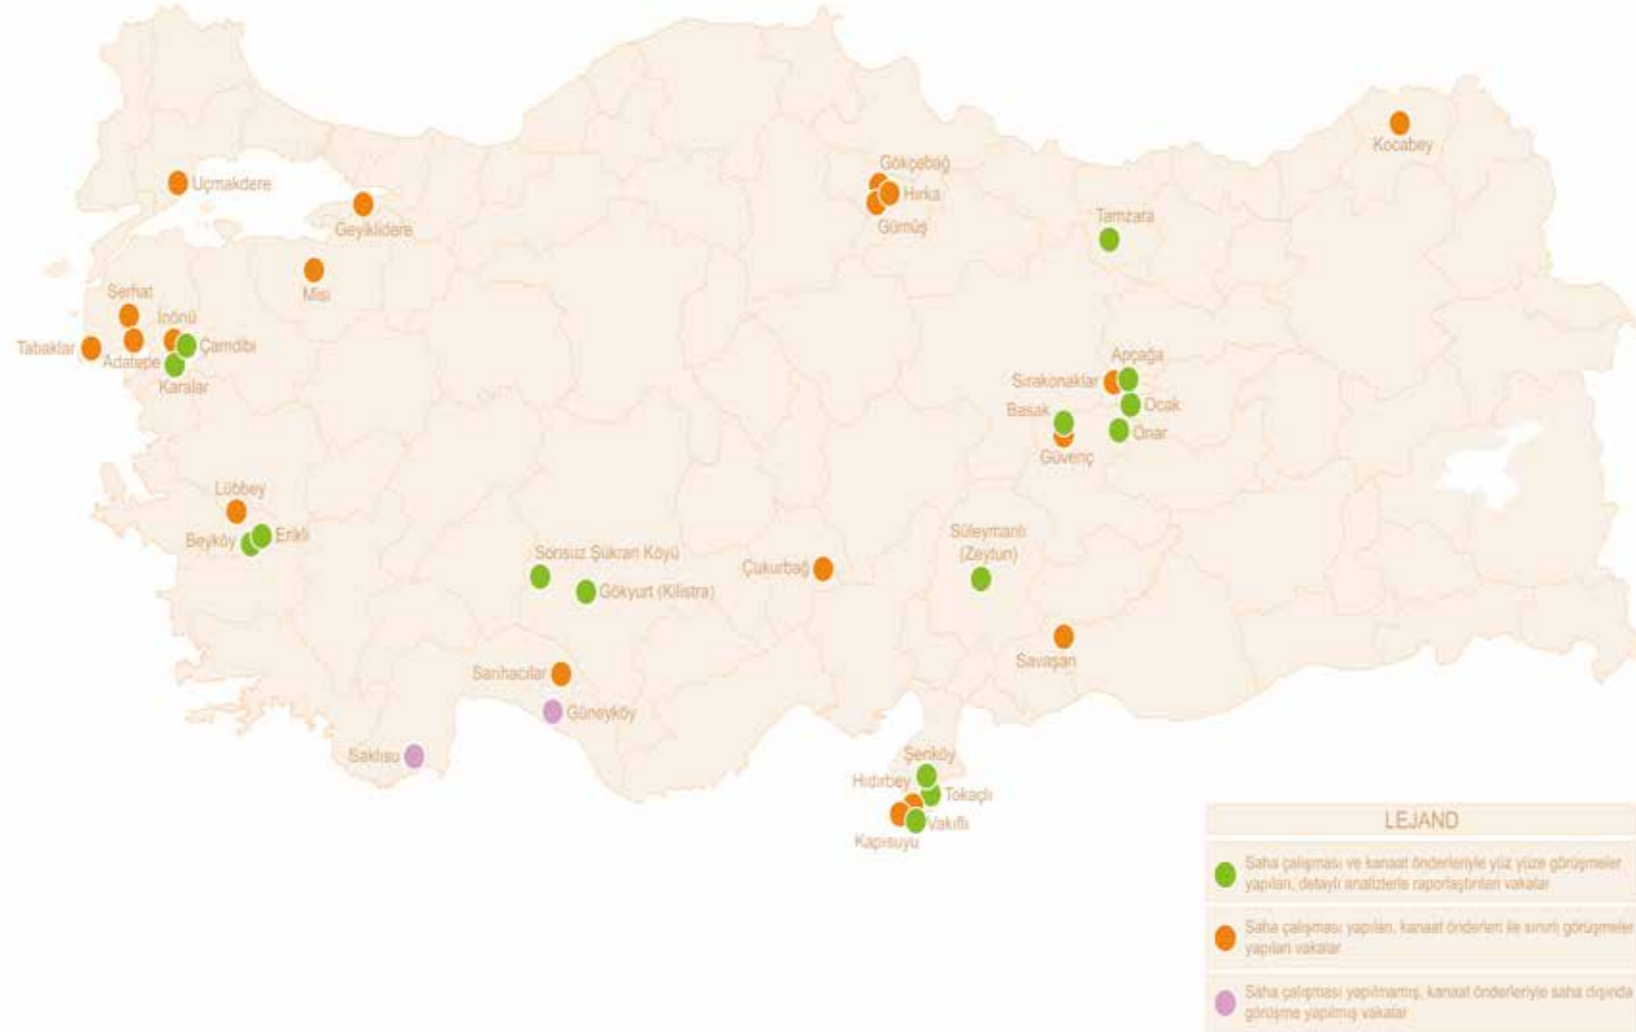 Kocabey
Gökçebağ
Uçmakdere
Hırka
Geyiklidere
Gümüş
Tamzara
Misi
Serhat
İnönü
Tabaklar
Adatepe
Çamdibi
Karalar
Apçağa
Sırakonaklar
Ocak
Basak
Onar
Güvenç
Lübbey
Beyköy
Erikli
Sonsuz Şükran Köyü
Gökyurt (Kilistra)
Çukurbağ
Süleymanlı
(Zeytun)
Savaşan
Sarıhacılar
Güneyköy
Saklısu
Şenköy
Hıdırbey
Tokaçlı
Vakıflı
Kapısuyu
LEJAND
Saha çalışması ve kanaat önderleriyle yüz yüze görüşmeler
yapılan, detaylı analizlerle raporlaştırılan vakalar
Saha çalışması yapılan, kanaat önderleri ile sınırlı görüşmeler
yapılan vakalar
Saha çalışması yapılmamış, kanaat önderleriyle saha dışında
görüşme yapılmış vakalar